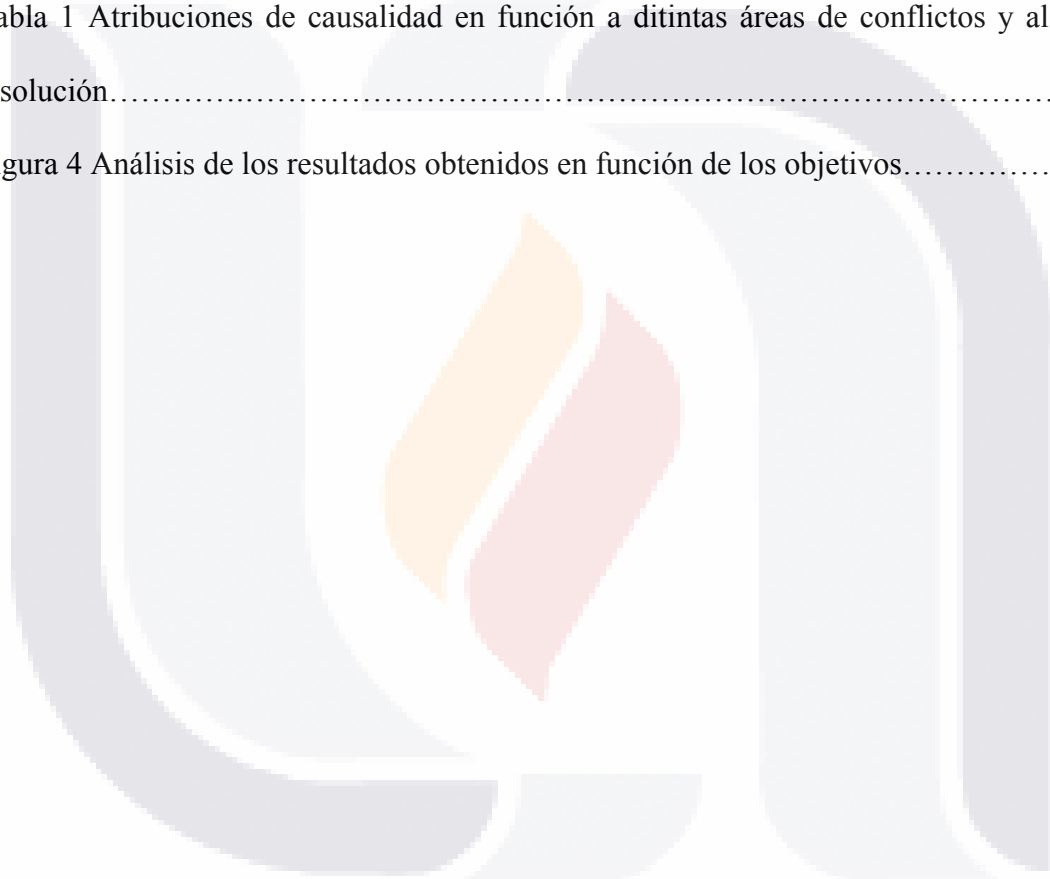 abla 1 Atribuciones de causalidad en función a ditintas áreas de conflictos y al
solución……………..…………………………………………………………………
gura 4 Análisis de los resultados obtenidos en función de los objetivos……………